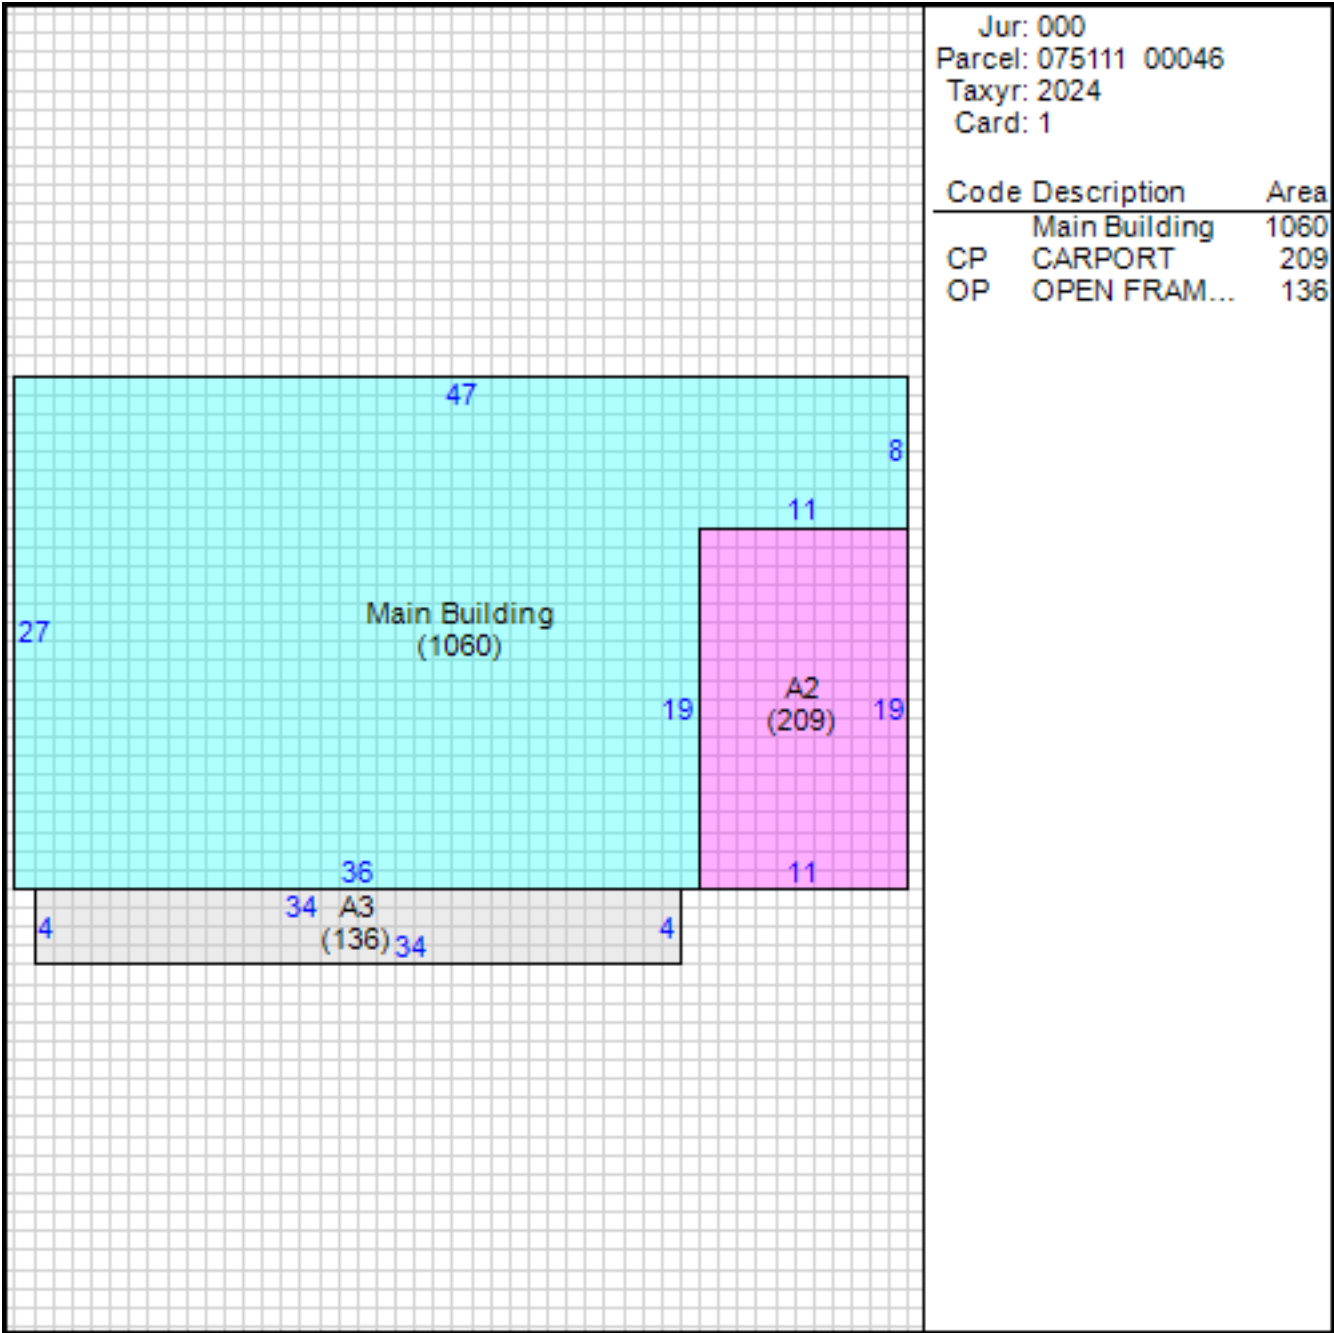 Jur: 000
Parcel: 075111 00046
Taxyr: 2024
Card: 1
Code Description Area
Main Building 1060
CP CARPORT 209
OP OPEN FRAM... 136
47
8
11
Main Building
(1060)
27
19
A2
(209)
19
36
11
34 A3
4
(136) 34
4